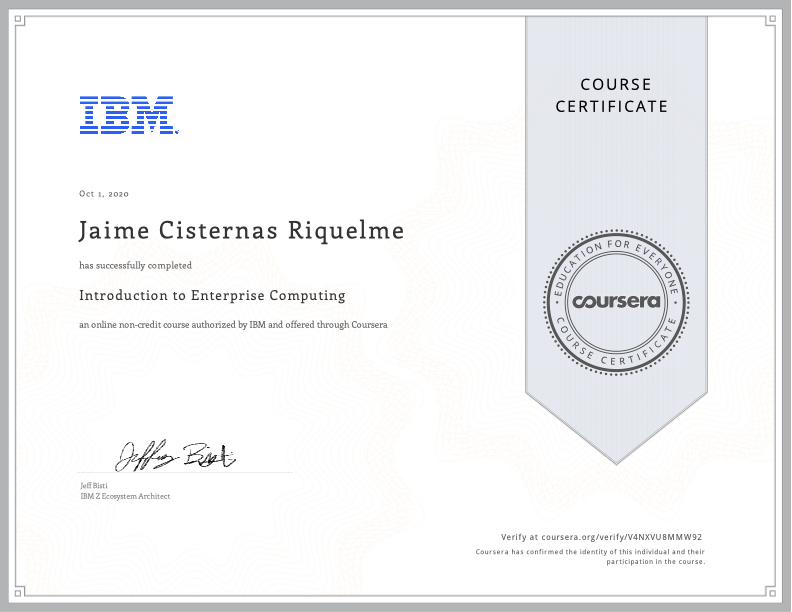 IBM
COURSE
CERTIFICATE
Oct 1, 2020
Jaime Cisternas Riquelme
has successfully completed
Introduction to Enterprise Computing
an online non-credit course authorized by IBM and offered through Coursera
EDUCATION FOR EVERYONE
coursera
COURSE CERTIFICATE
Jeffrey Bisti
Jeff Bisti
IBM Z Ecosystem Architect
Verify at coursera.org/verify/V4NXVU8MMW92
Coursera has confirmed the identity of this individual and their
participation in the course.